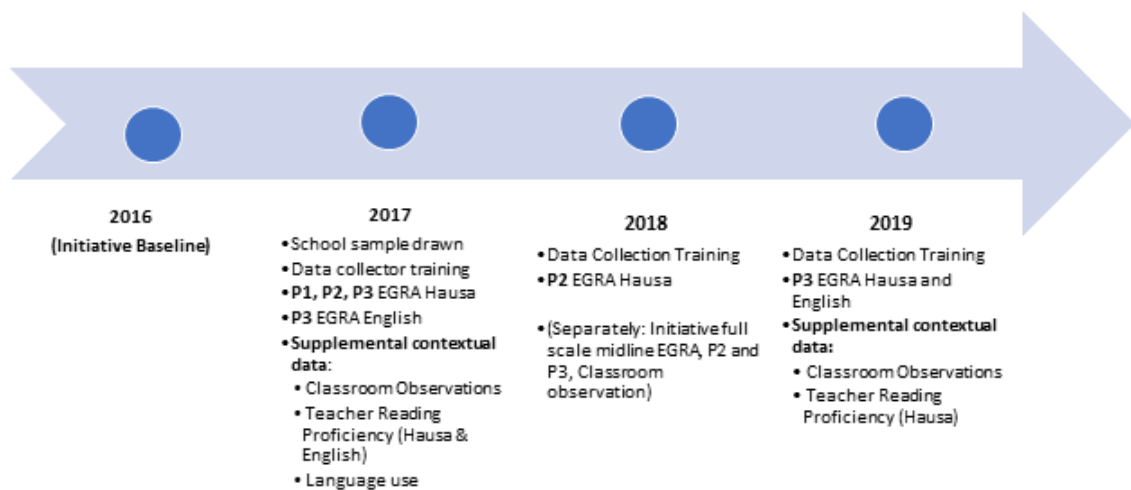 2016
(Initiative Baseline)
2017
•School sample drawn
•Data collector training
•P1, P2, P3 EGRA Hausa
•P3 EGRA English
•Supplemental contextual
data:
• Classroom Observations
• Teacher Reading
Proficiency (Hausa &
English)
• Language use
2018
•Data Collection Training
•P2 EGRA Hausa
•(Separately: Initiative full
scale midline EGRA, P2 and
P3, Classroom
observation)
2019
•Data Collection Training
•P3 EGRA Hausa and
English
•Supplemental contextual
data:
• Classroom Observations
• Teacher Reading
Proficiency (Hausa)